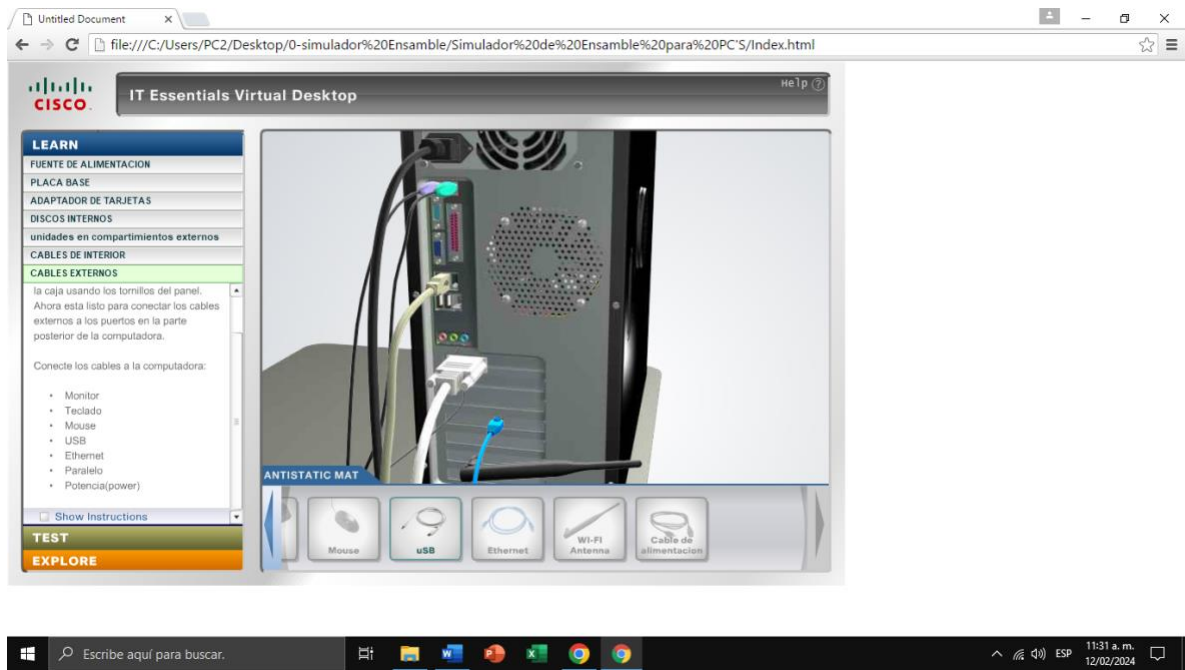 Untitled Document
file:///C:/Users/PC2/Desktop/0-simulador%20Ensamble/Simulador%20de%20Ensamble%20para%20PC'S/Index.html
CISCO.
IT Essentials Virtual Desktop
Help ?
LEARN
FUENTE DE ALIMENTACION
PLACA BASE
ADAPTADOR DE TARJETAS
DISCOS INTERNOS
unidades en compartimientos externos
CABLES DE INTERIOR
CABLES EXTERNOS
la caja usando los tornillos del panel.
Ahora esta listo para conectar los cables
externos a los puertos en la parte
posterior de la computadora.
Conecte los cables a la computadora:
• Monitor
• Teclado
• Mouse
• USB
• Ethernet
• Paralelo
• Potencia(power)
Show Instructions
TEST
EXPLORE
ANTISTATIC MAT
Mouse
uSB
Ethernet
WI-FI
Antenna
Cable de
alimentacion
Escribe aquí para buscar.
ESP
11:31 a. m.
12/02/2024